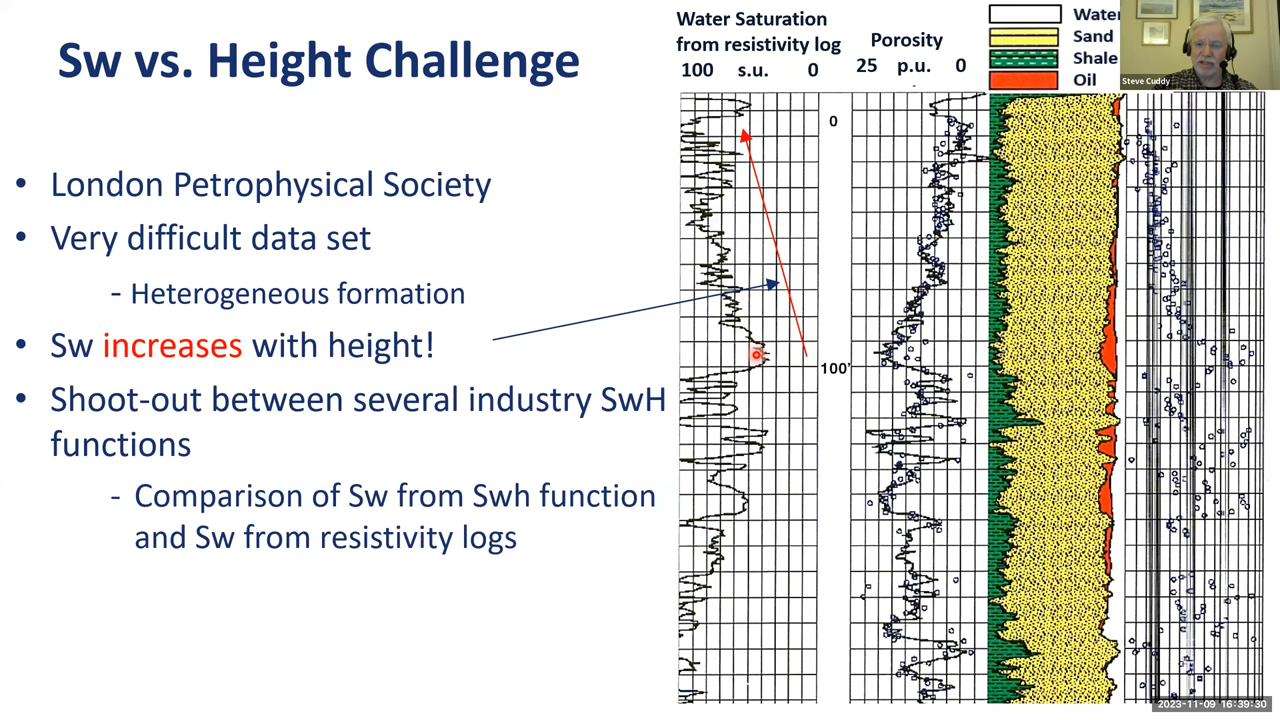 Sw vs. Height Challenge
• London Petrophysical Society
• Very difficult data set
- Heterogeneous formation
• Sw increases with height!
• Shoot-out between several industry SwH
functions
- Comparison of Sw from Swh function
and Sw from resistivity logs
Water Saturation
from resistivity log
100 s.u. 0
Porosity
25 p.u. 0
0
100'
Water
Sand
Shale
Oil
Steve Cuddy
2023-11-09 16:39:30